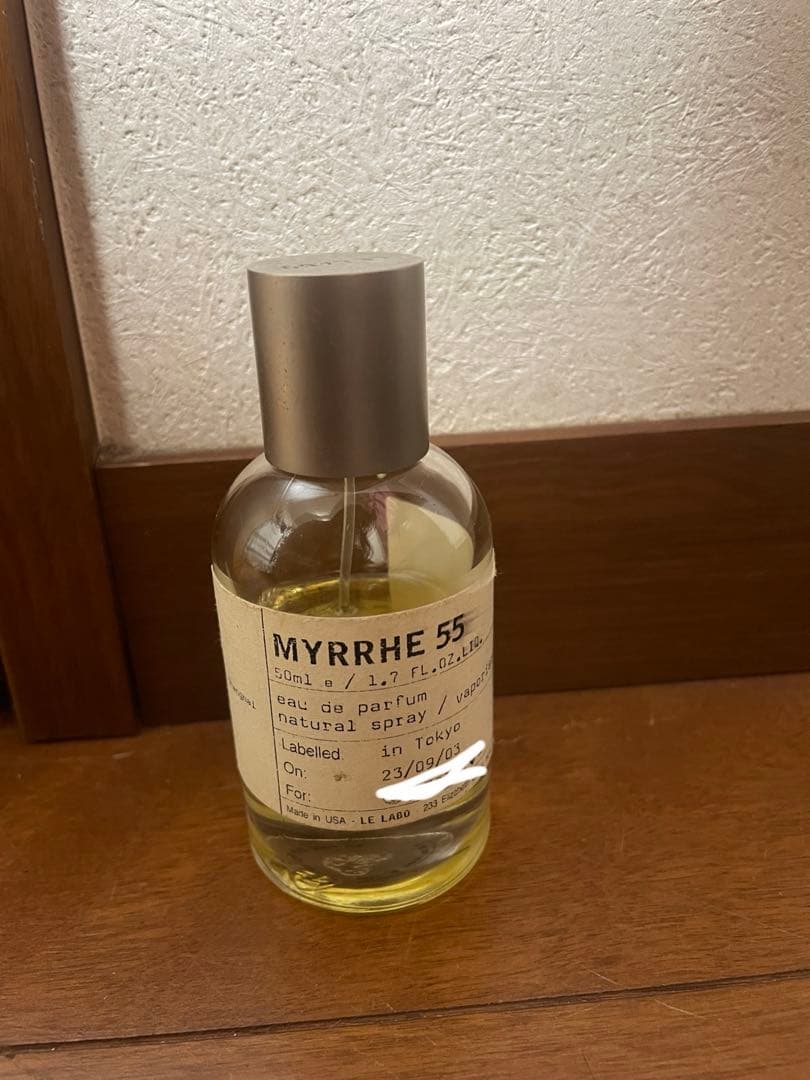 MYRRHE 55
50ml e / 1.7 FL.OZ.LIQ.
eau de parfum
natural spray /
Labelled in Tokyo
On: 23/09/03
For:
Made in USA - LE LABO - 233